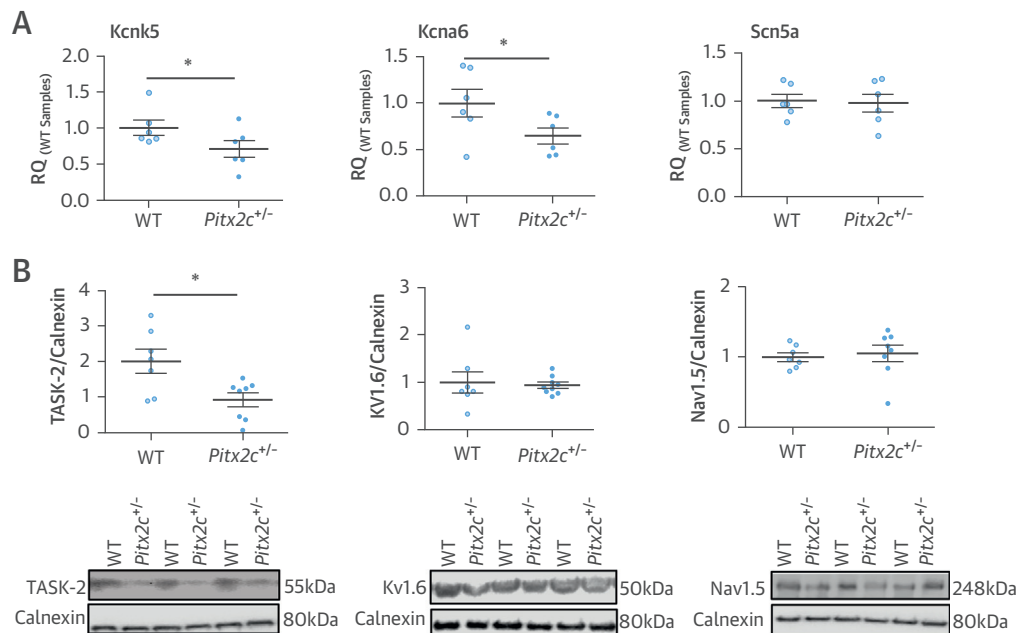 A
Kcnk5
RQ (WT Samples)
2.0
1.5
1.0
0.5
0.0
*
WT
Pitx2c+/-
Kcna6
RQ (WT Samples)
1.5
1.0
0.5
0.0
*
WT
Pitx2c+/-
Scn5a
RQ (WT Samples)
1.5
1.0
0.5
0.0
WT
Pitx2c+/-
B
TASK-2/Calnexin
4
3
2
1
0
*
WT
Pitx2c+/-
KV1.6/Calnexin
3
2
1
0
WT
Pitx2c+/-
Nav1.5/Calnexin
2
1
0
WT
Pitx2c+/-
WT Pitx2c+/- WT Pitx2c+/- WT Pitx2c+/-
TASK-2 55kDa
Calnexin 80kDa
WT Pitx2c+/- WT Pitx2c+/- WT Pitx2c+/-
Kv1.6 50kDa
Calnexin 80kDa
WT Pitx2c+/- WT Pitx2c+/- WT Pitx2c+/-
Nav1.5 248kDa
Calnexin 80kDa